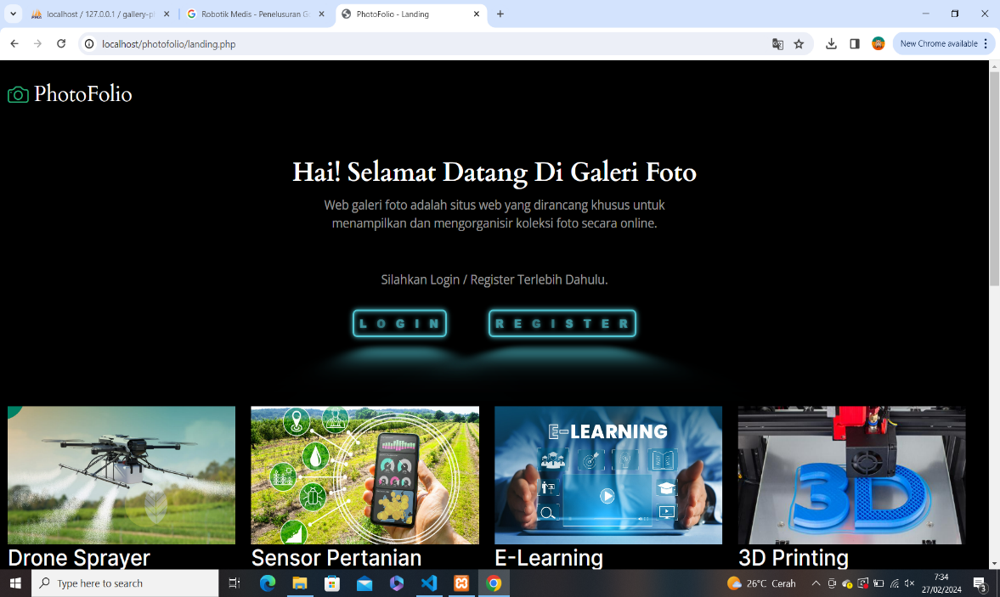 localhost / 127.0.0.1 / gallery-p
Robotik Medis - Penelusuran G
PhotoFolio - Landing
localhost/photofolio/landing.php
New Chrome available
PhotoFolio
Hai! Selamat Datang Di Galeri Foto
Web galeri foto adalah situs web yang dirancang khusus untuk
menampilkan dan mengorganisir koleksi foto secara online.
Silahkan Login / Register Terlebih Dahulu.
LOGIN REGISTER
E-LEARNING
3D
Drone Sprayer
Sensor Pertanian
E-Learning
3D Printing
Type here to search
26°C Cerah
7:34
27/02/2024
3